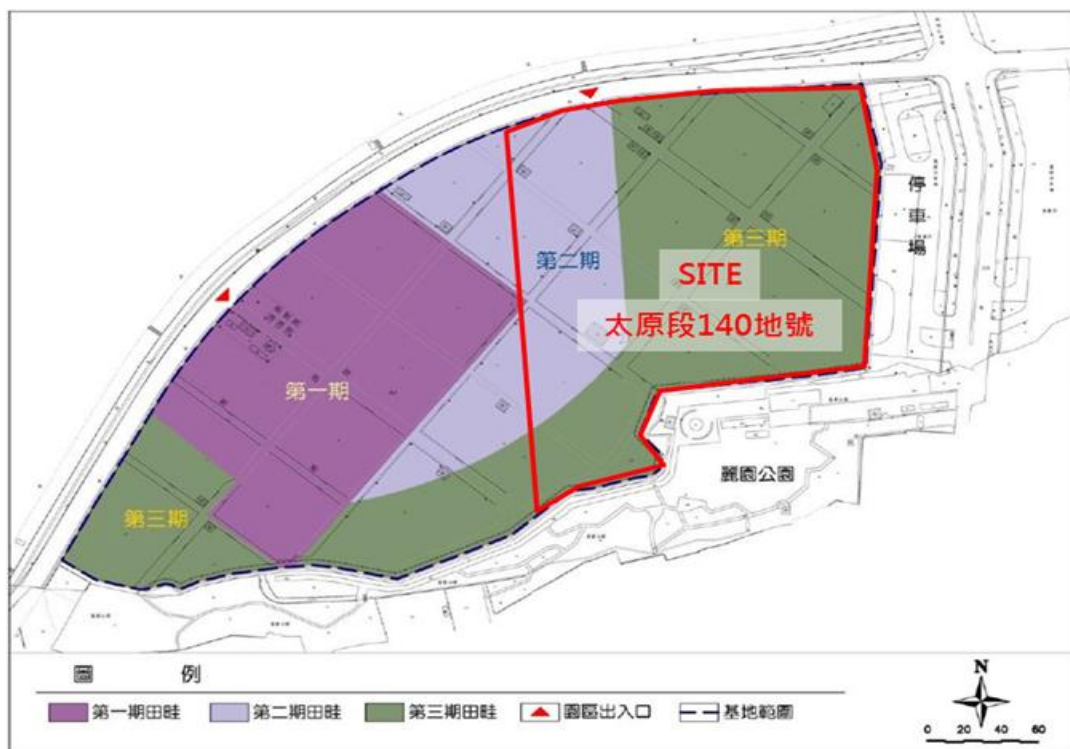 停車場
第三期
第二期
SITE
太原段140地號
第一期
麗園公園
第三期
圖例
N
第一期田畦
第二期田畦
第三期田畦
園區出入口
基地範圍
0 20 40 60